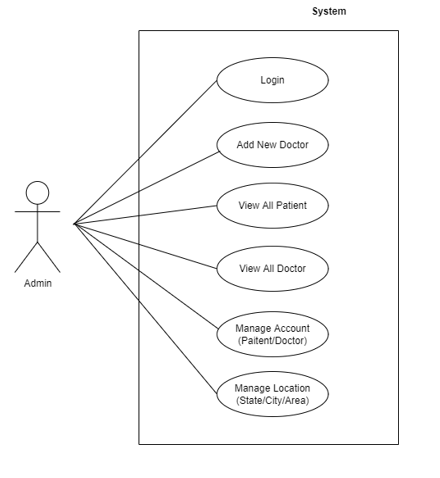 System
Login
Add New Doctor
View All Patient
View All Doctor
Admin
Manage Account
(Paitent/Doctor)
Manage Location
(State/City/Area)